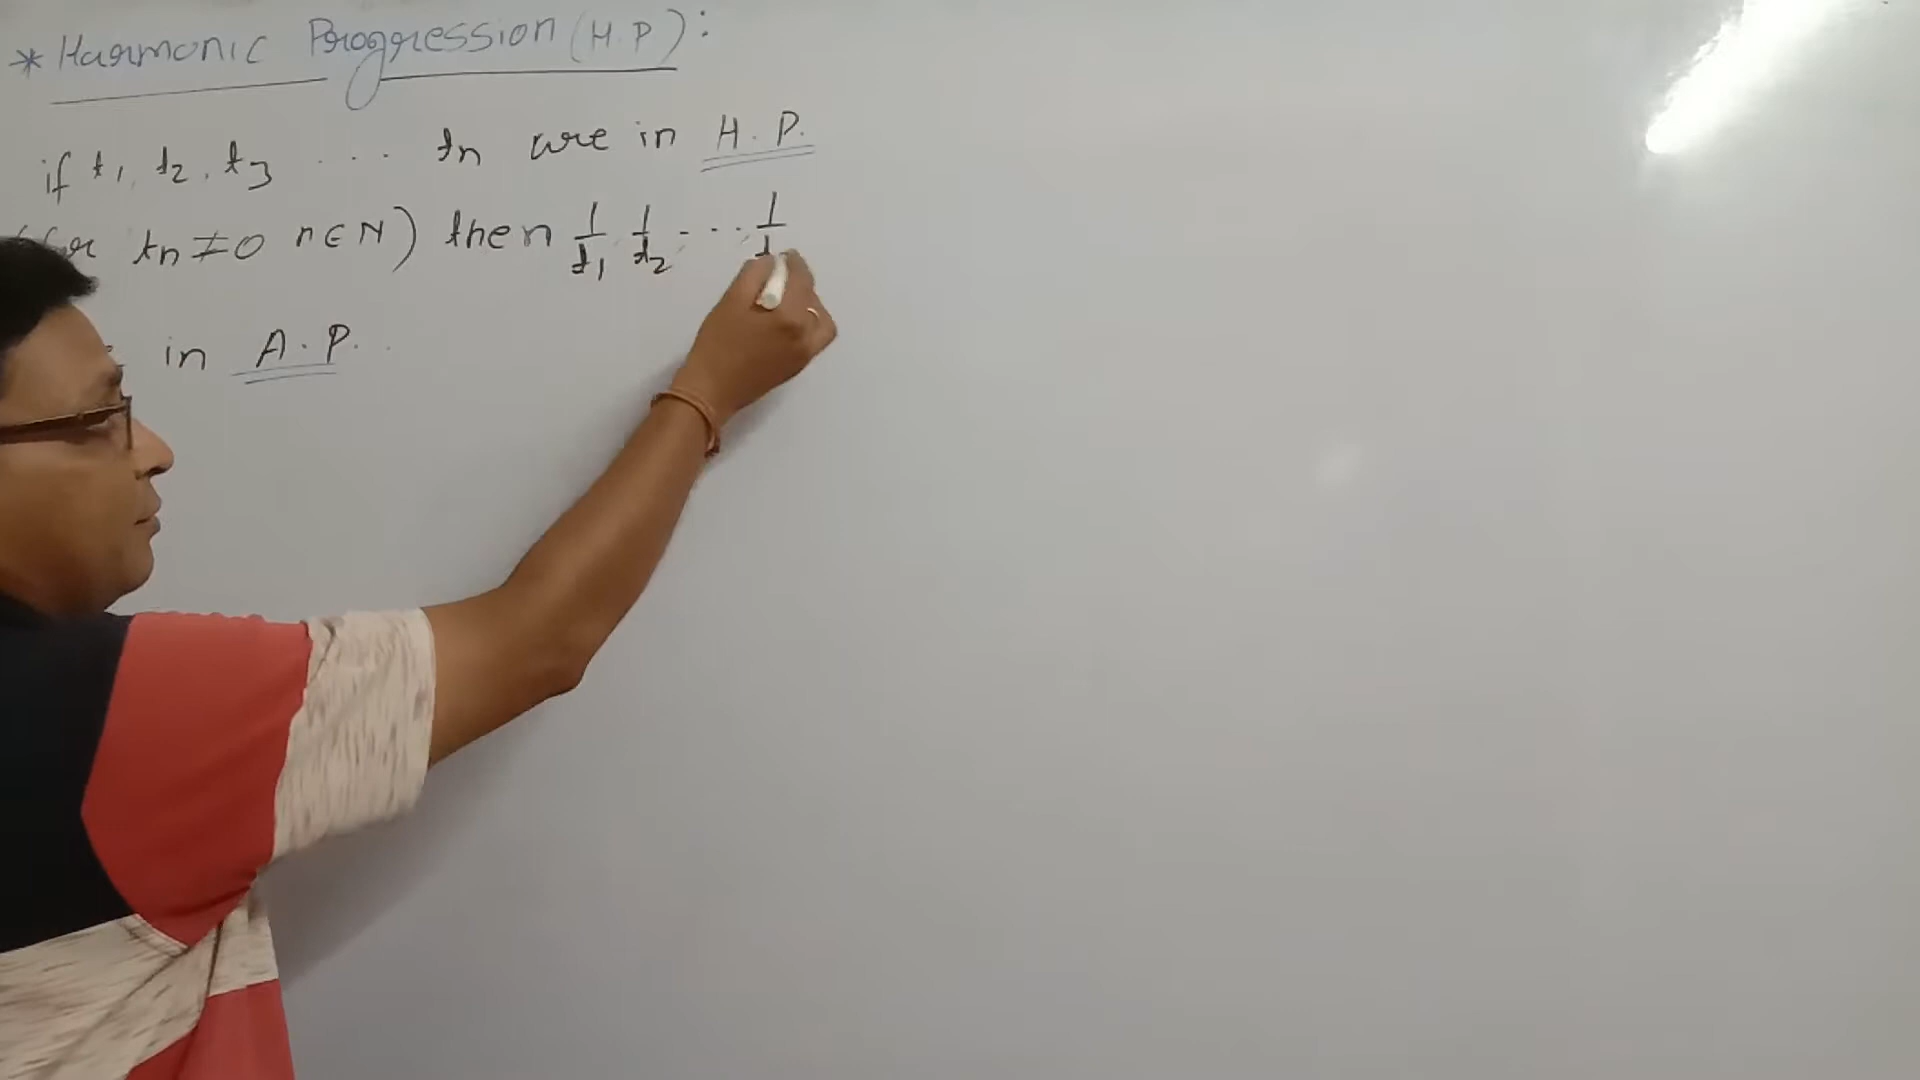 * Harmonic Progression (H.P):
if t₁, t₂, t₃ ... tn are in H.P.
tn ≠ 0 n ∈ N) then 1/t₁, 1/t₂, ... 1/t
in A.P.